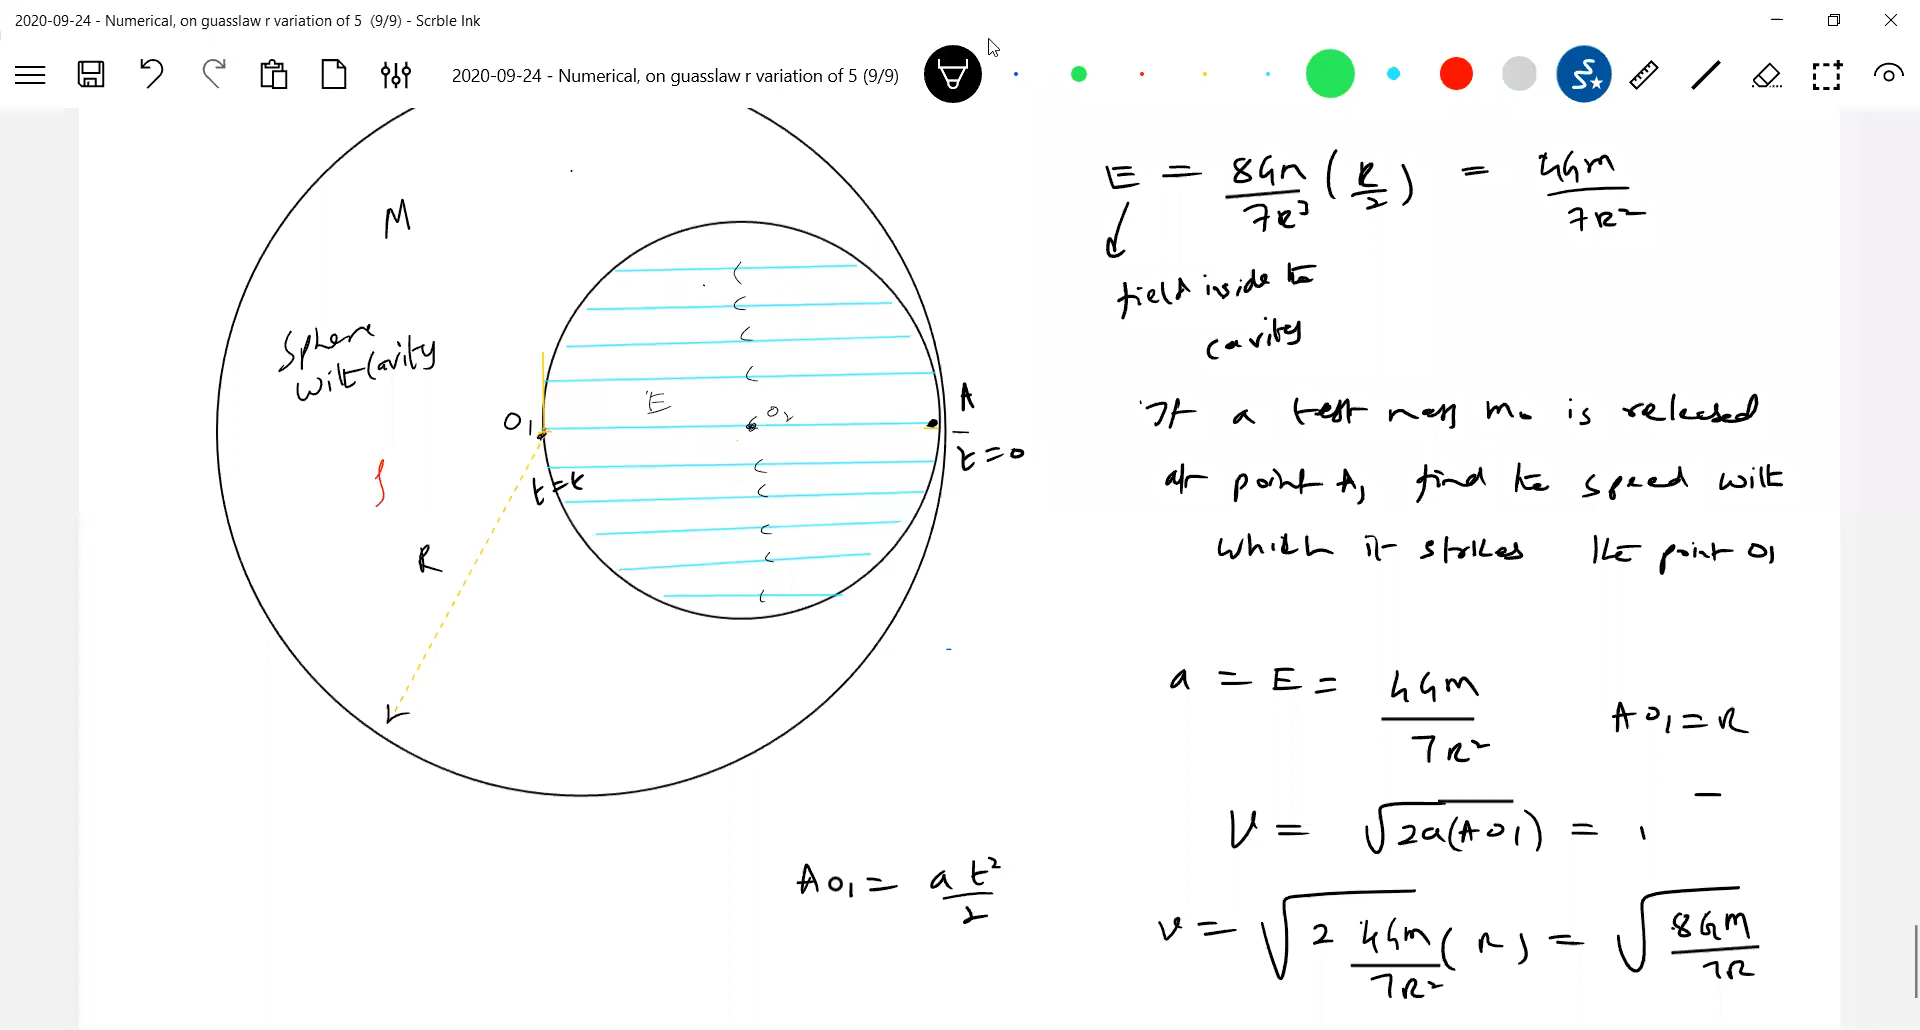 2020-09-24 - Numerical, on guasslaw r variation of 5  (9/9) - Scrble Ink
2020-09-24 - Numerical, on guasslaw r variation of 5 (9/9)
M
Sphere
with cavity
ρ
R
O1
t=t
E
O2
A
t=0
E = 8GM/7R³ (R/2) = 4GM/7R²
field inside the
cavity
If a test mass m₀ is released
at point A, find the speed with
which it strikes the point O1
a = E = 4GM/7R²
AO1 = R
V = √2a(AO1) =
AO1 = at²/2
v = √2 4GM/7R² (R) = √8GM/7R